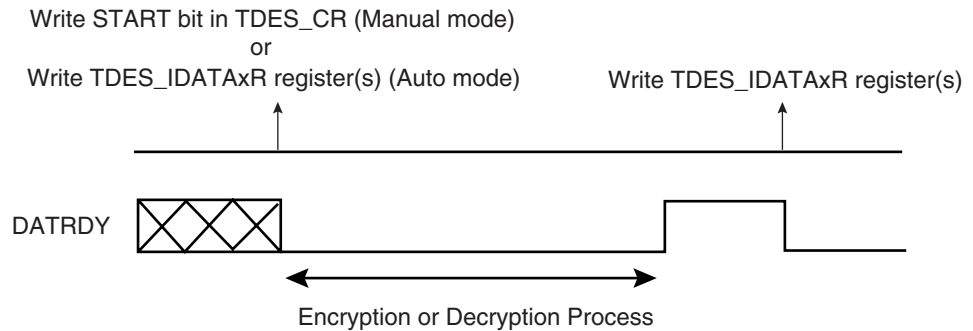 Write START bit in TDES_CR (Manual mode)
or
Write TDES_IDATAxR register(s) (Auto mode)
Write TDES_IDATAxR register(s)
DATRDY
Encryption or Decryption Process